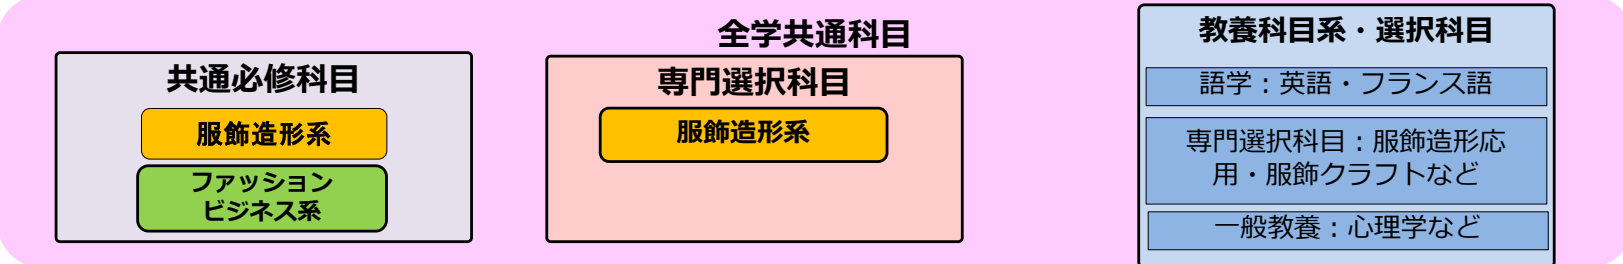 全学共通科目
共通必修科目
服飾造形系
ファッション
ビジネス系
専門選択科目
服飾造形系
教養科目系・選択科目
語学：英語・フランス語
専門選択科目：服飾造形応
用・服飾クラフトなど
一般教養：心理学など